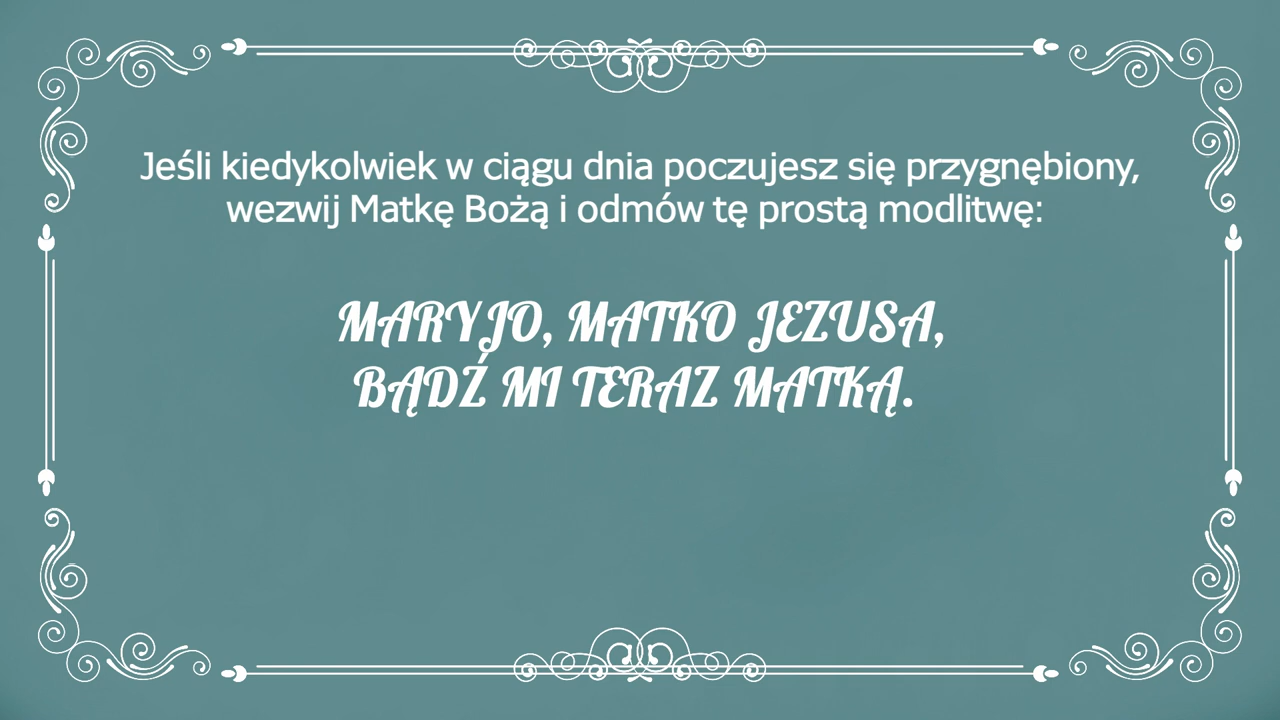 Jeśli kiedykolwiek w ciągu dnia poczujesz się przygnębiony,
wezwij Matkę Bożą i odmów tę prostą modlitwę:
MARYJO, MATKO JEZUSA,
BĄDŹ MI TERAZ MATKĄ.